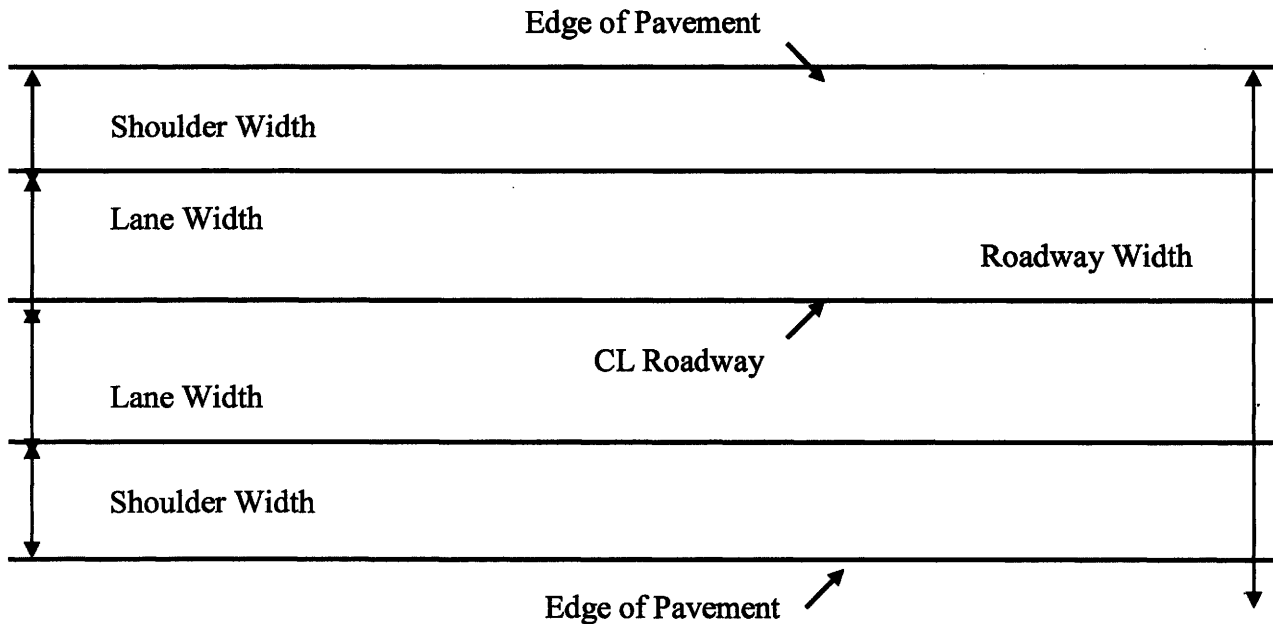 Edge of Pavement
Shoulder Width
Lane Width
Roadway Width
CL Roadway
Lane Width
Shoulder Width
Edge of Pavement